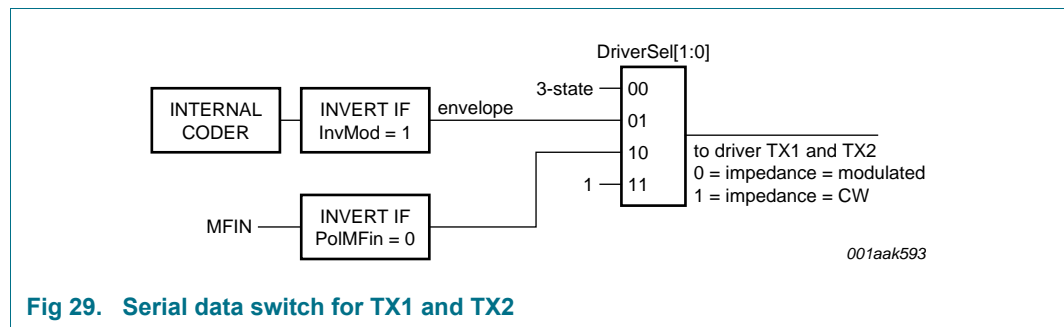 DriverSel[1:0]
3-state
00
INTERNAL
CODER
INVERT IF
InvMod = 1
envelope
01
10
to driver TX1 and TX2
0 = impedance = modulated
1 = impedance = CW
1
11
MFIN
INVERT IF
PolMFin = 0
001aak593
Fig 29. Serial data switch for TX1 and TX2